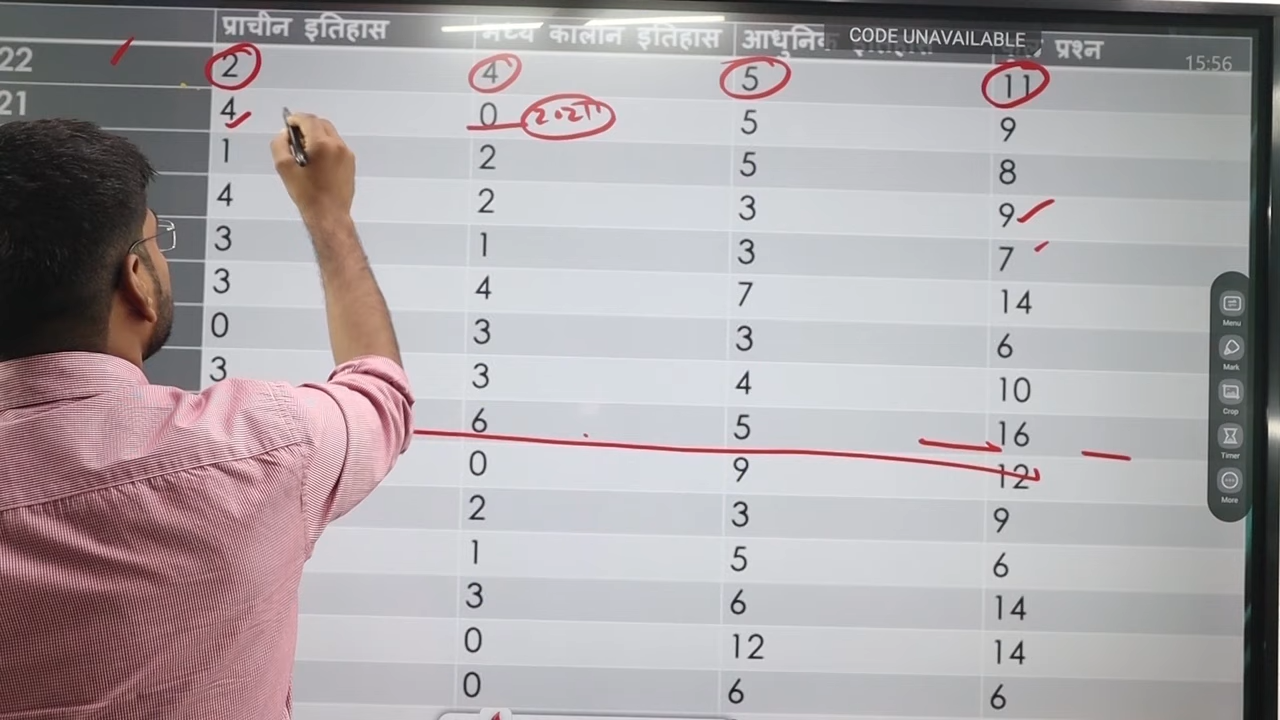 प्राचीन इतिहास मध्य कालीन इतिहास आधुनिक इतिहास प्रश्न
CODE UNAVAILABLE
15:56
22 2 4 5 11
21 4 0 2021 5 9
1 2 5 8
4 2 3 9
3 1 3 7
3 4 7 14
0 3 3 6
3 3 4 10
6 5 16
0 9 12
2 3 9
1 5 6
3 6 14
0 12 14
0 6 6
Menu
Mark
Crop
Timer
More